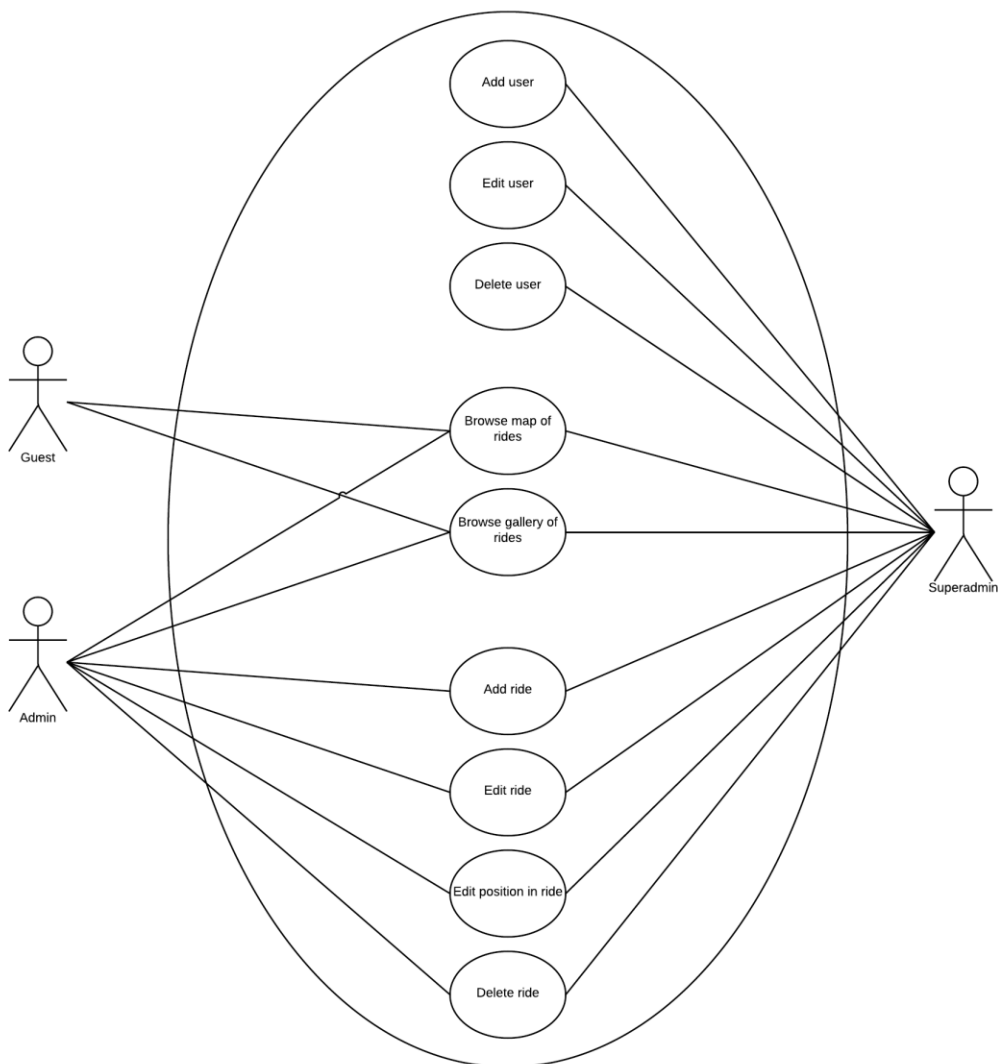 Add user
Edit user
Delete user
Guest
Browse map of
rides
Browse gallery of
rides
Superadmin
Admin
Add ride
Edit ride
Edit position in ride
Delete ride